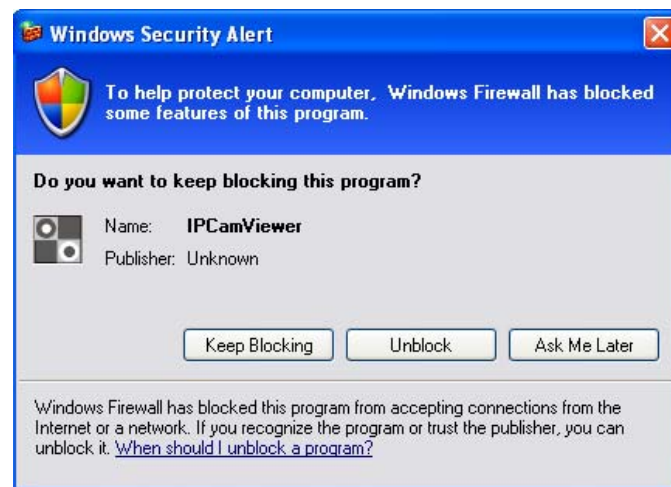 Windows Security Alert
To help protect your computer, Windows Firewall has blocked
some features of this program.
Do you want to keep blocking this program?
Name: IPCamViewer
Publisher: Unknown
Keep Blocking Unblock Ask Me Later
Windows Firewall has blocked this program from accepting connections from the
Internet or a network. If you recognize the program or trust the publisher, you can
unblock it. When should I unblock a program?